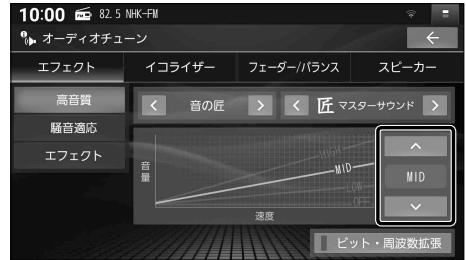 10:00 82.5 NHK-FM
オーディオチューン
エフェクト イコライザー フェーダー/バランス スピーカー
高音質
騒音適応
エフェクト
音の匠 匠 マスターサウンド
HIGH
MID
LOW
OFF
音量
速度
MID
ビット・周波数拡張